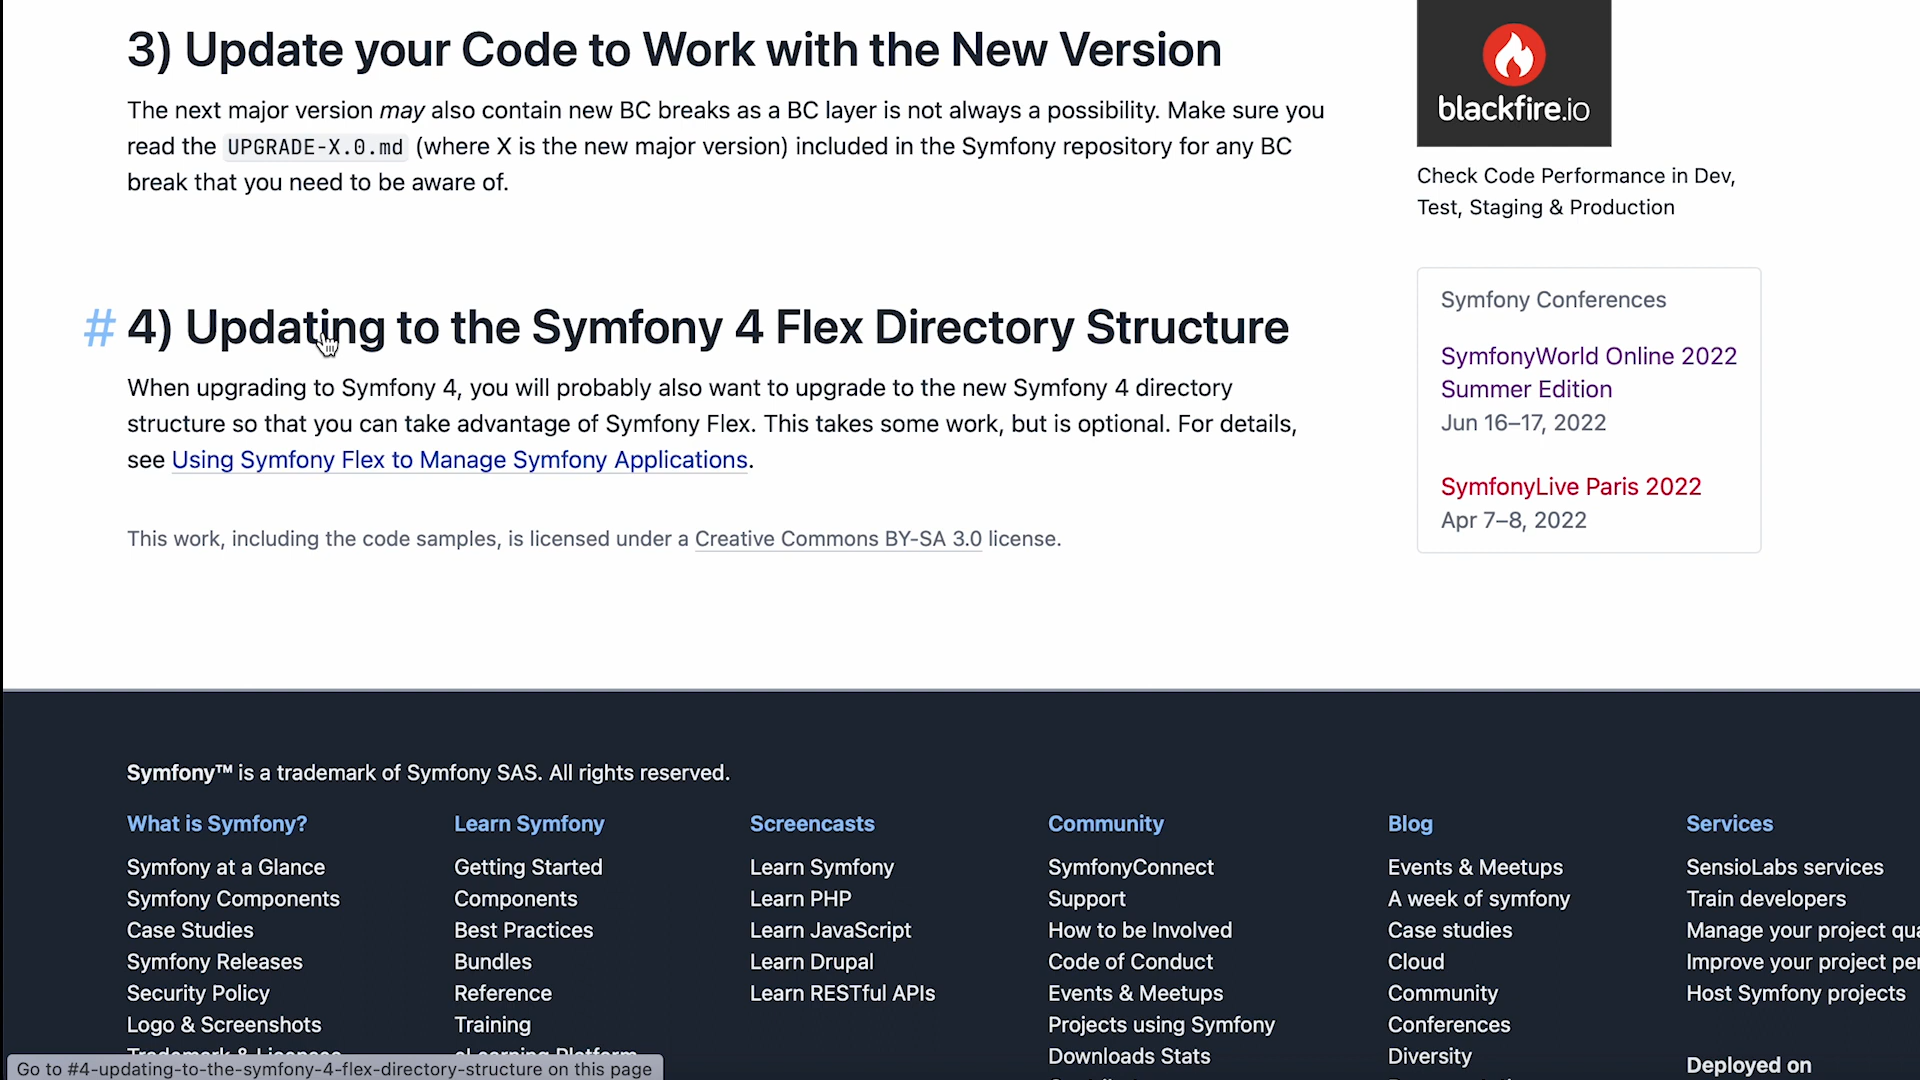 3) Update your Code to Work with the New Version
The next major version may also contain new BC breaks as a BC layer is not always a possibility. Make sure you
read the UPGRADE-X.0.md (where X is the new major version) included in the Symfony repository for any BC
break that you need to be aware of.
# 4) Updating to the Symfony 4 Flex Directory Structure
When upgrading to Symfony 4, you will probably also want to upgrade to the new Symfony 4 directory
structure so that you can take advantage of Symfony Flex. This takes some work, but is optional. For details,
see Using Symfony Flex to Manage Symfony Applications.
This work, including the code samples, is licensed under a Creative Commons BY-SA 3.0 license.
blackfire.io
Check Code Performance in Dev,
Test, Staging & Production
Symfony Conferences
SymfonyWorld Online 2022
Summer Edition
Jun 16–17, 2022
SymfonyLive Paris 2022
Apr 7–8, 2022
Symfony™ is a trademark of Symfony SAS. All rights reserved.
What is Symfony?
Symfony at a Glance
Symfony Components
Case Studies
Symfony Releases
Security Policy
Logo & Screenshots
Trademark & Licenses
Learn Symfony
Getting Started
Components
Best Practices
Bundles
Reference
Training
eLearning Platform
Screencasts
Learn Symfony
Learn PHP
Learn JavaScript
Learn Drupal
Learn RESTful APIs
Community
SymfonyConnect
Support
How to be Involved
Code of Conduct
Events & Meetups
Projects using Symfony
Downloads Stats
Blog
Events & Meetups
A week of symfony
Case studies
Cloud
Community
Conferences
Diversity
Services
SensioLabs services
Train developers
Manage your project qua
Improve your project per
Host Symfony projects
Deployed on
Go to #4-updating-to-the-symfony-4-flex-directory-structure on this page